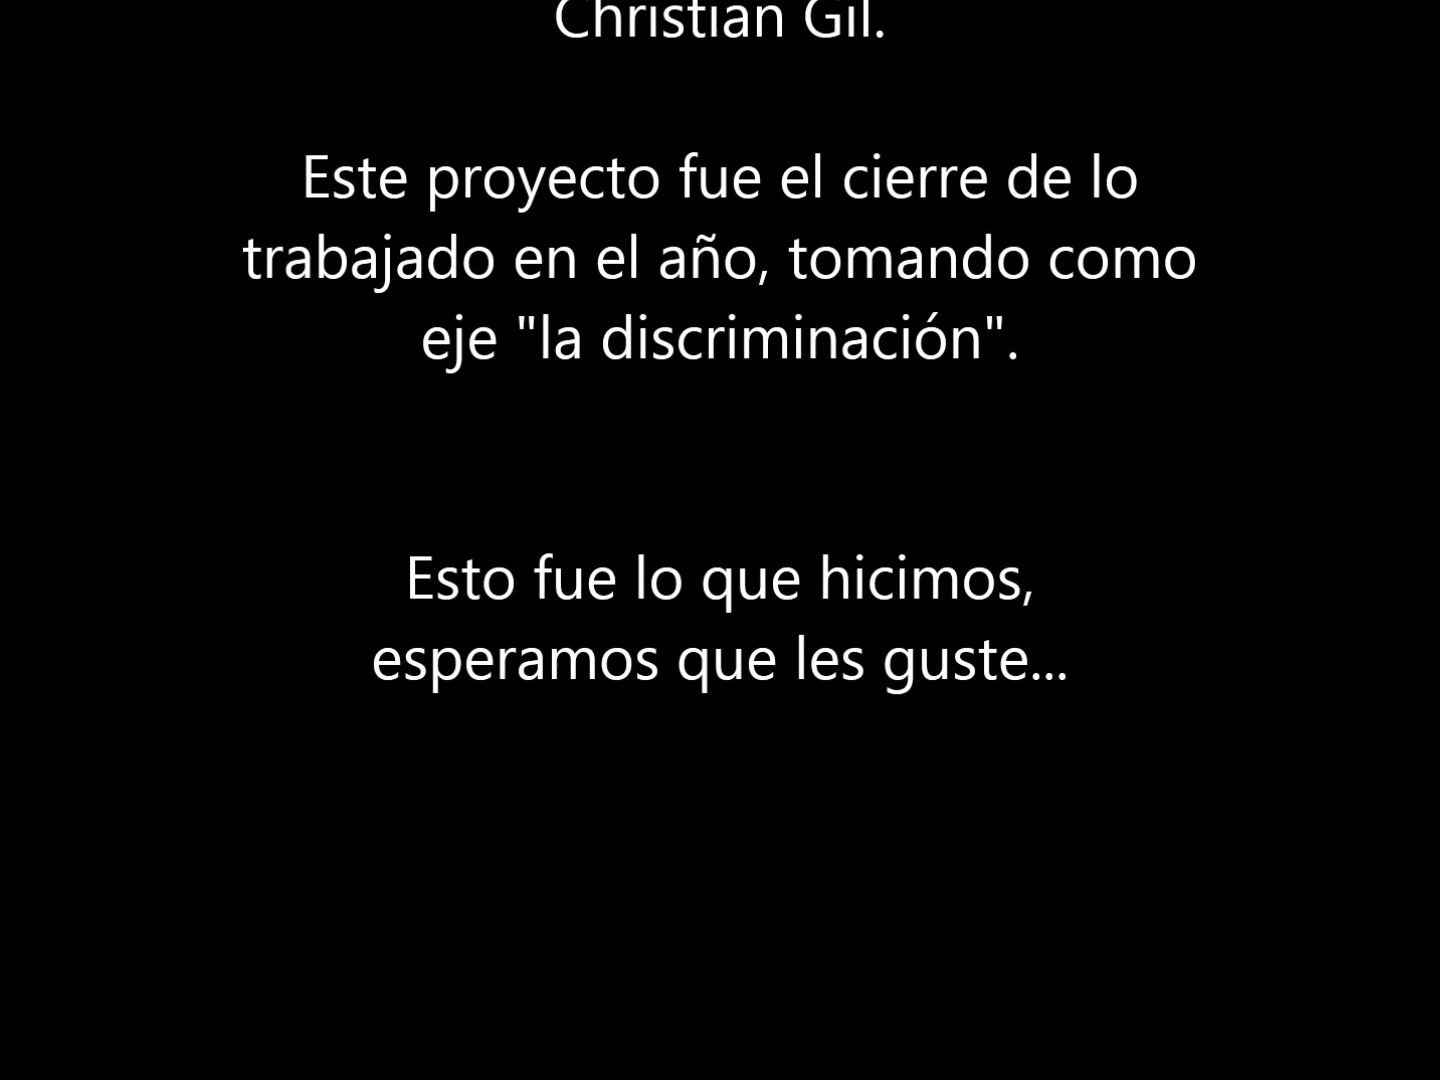 Christian Gil.
Este proyecto fue el cierre de lo
trabajado en el año, tomando como
eje "la discriminación".
Esto fue lo que hicimos,
esperamos que les guste...